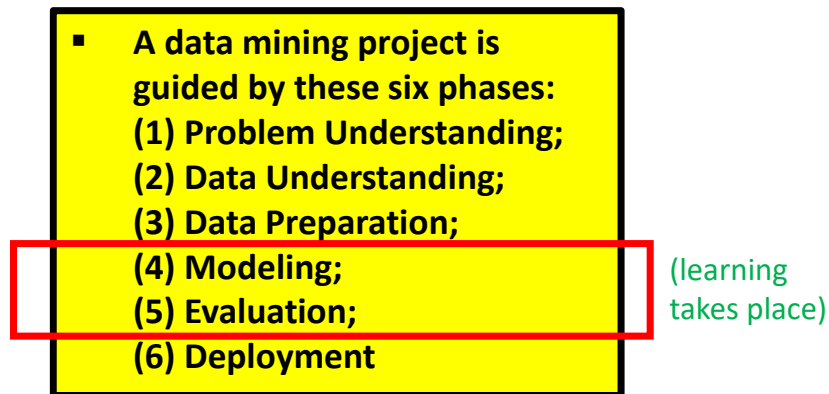 ▪ A data mining project is
guided by these six phases:
(1) Problem Understanding;
(2) Data Understanding;
(3) Data Preparation;
(4) Modeling;
(5) Evaluation;
(6) Deployment
(learning
takes place)